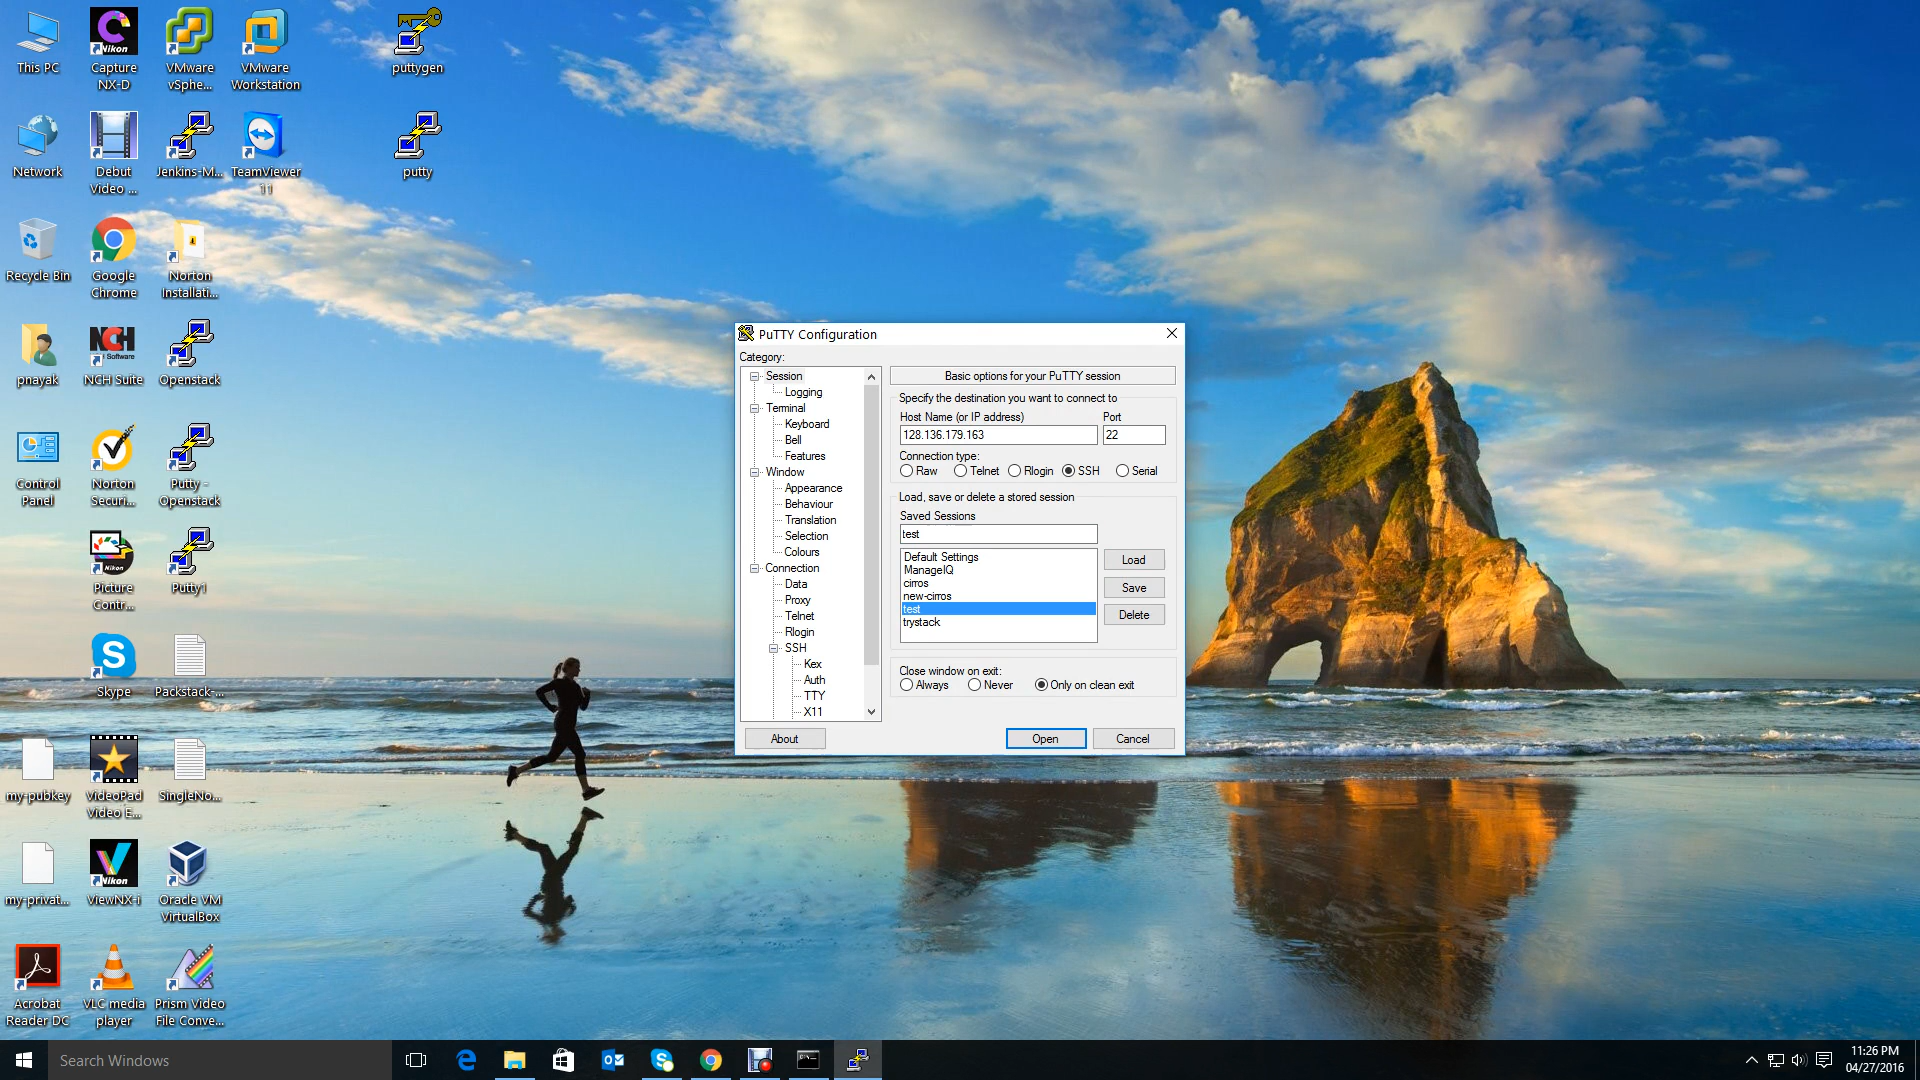 This PC
Capture
NX-D
VMware
vSphe...
VMware
Workstation
puttygen
Network
Debut
Video ...
Jenkins-M...
TeamViewer
11
putty
Recycle Bin
Google
Chrome
Norton
Installati...
pnayak
NCH Suite
Openstack
Control
Panel
Norton
Securi...
Putty -
Openstack
Picture
Contr...
Putty1
Skype
Packstack-...
my-pubkey
VideoPad
Video E...
SingleNo...
my-privat...
ViewNX-i
Oracle VM
VirtualBox
Acrobat
Reader DC
VLC media
player
Prism Video
File Conve...
Nikon
NCH
Software
Nikon
Nikon
PuTTY Configuration
Category:
Session
Logging
Terminal
Keyboard
Bell
Features
Window
Appearance
Behaviour
Translation
Selection
Colours
Connection
Data
Proxy
Telnet
Rlogin
SSH
Kex
Auth
TTY
X11
Basic options for your PuTTY session
Specify the destination you want to connect to
Host Name (or IP address)
Port
128.136.179.163
22
Connection type:
Raw
Telnet
Rlogin
SSH
Serial
Load, save or delete a stored session
Saved Sessions
test
Default Settings
ManageIQ
cirros
new-cirros
test
trystack
Load
Save
Delete
Close window on exit:
Always
Never
Only on clean exit
About
Open
Cancel
Search Windows
11:26 PM
04/27/2016